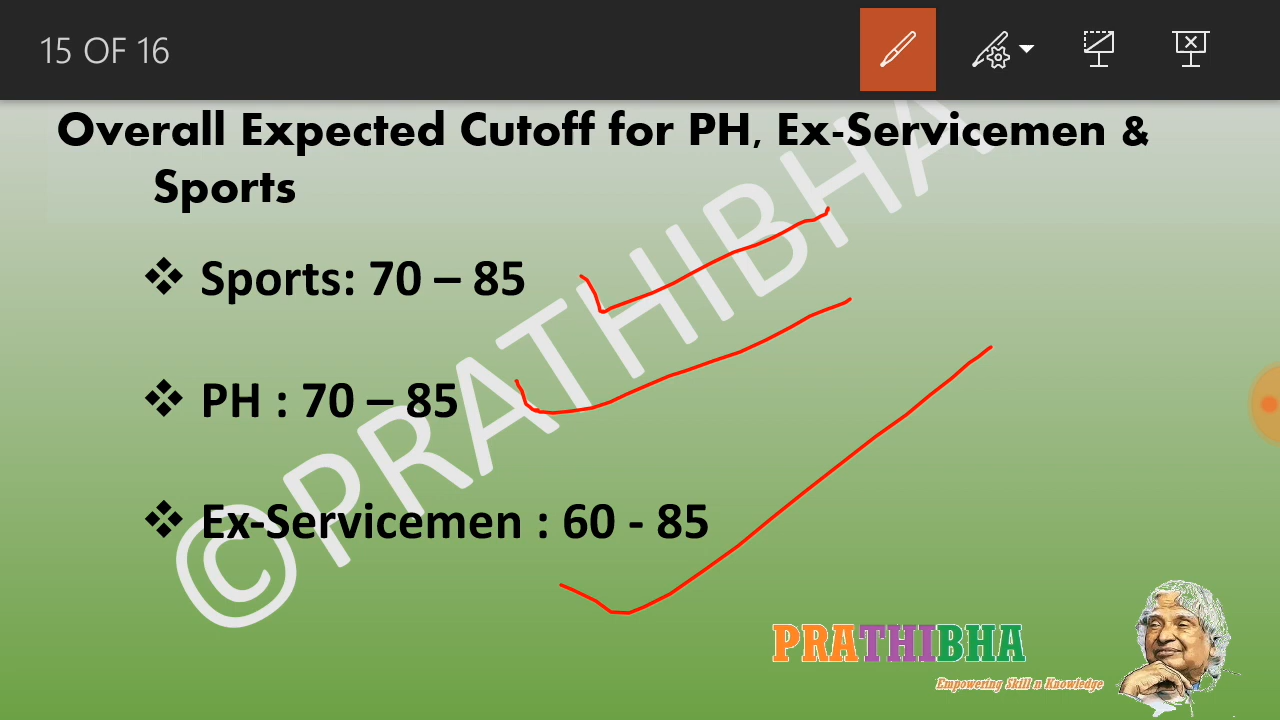 15 OF 16
Overall Expected Cutoff for PH, Ex-Servicemen &
Sports
❖ Sports: 70 – 85
❖ PH : 70 – 85
❖ Ex-Servicemen : 60 - 85
©PRATHIBHA
PRATHIBHA
Empowering Skill n Knowledge